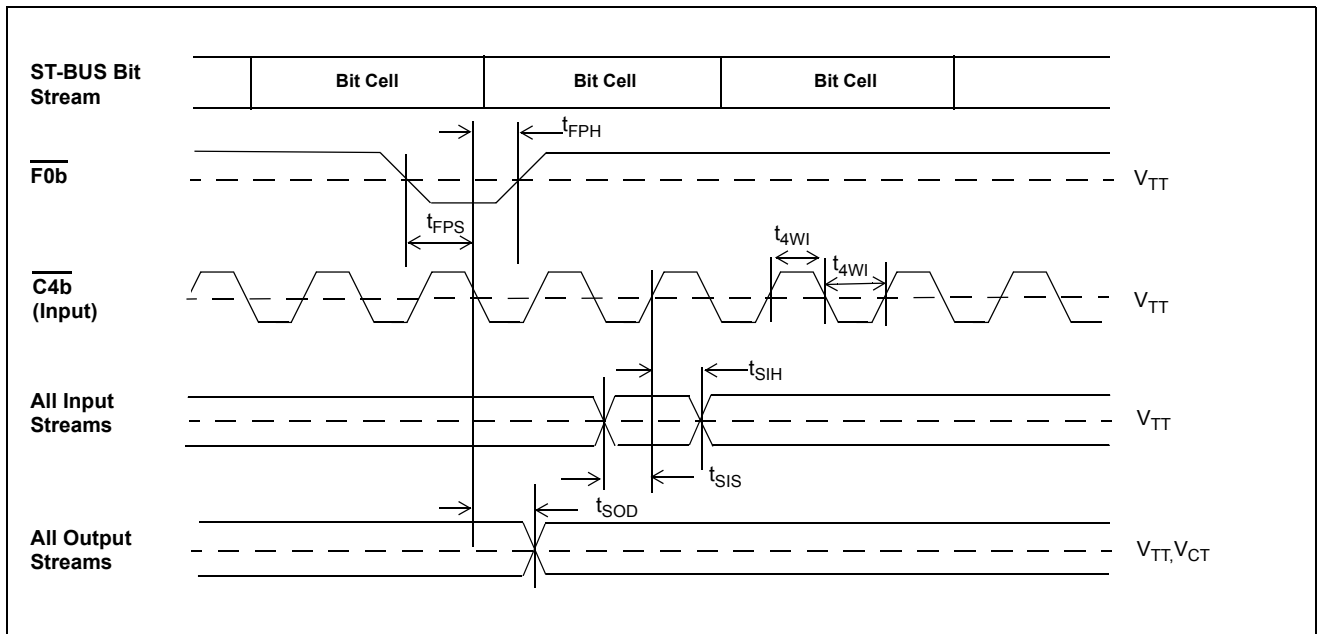 ST-BUS Bit
Stream
Bit Cell
Bit Cell
Bit Cell
tFPH
F0b
VTT
tFPS
t4WI
t4WI
C4b
(Input)
VTT
tSIH
All Input
Streams
VTT
tSIS
tSOD
All Output
Streams
VTT,VCT